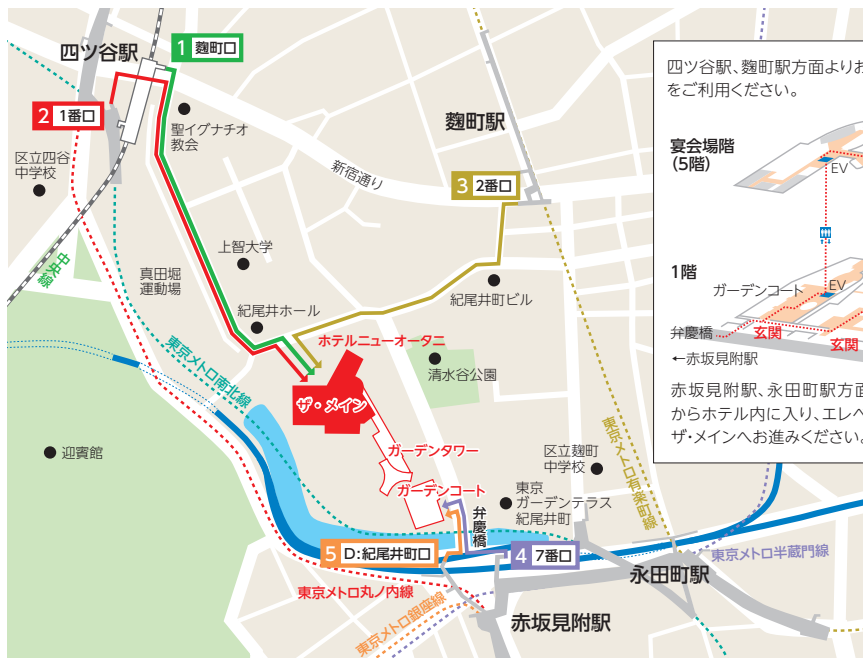 四ツ谷駅
1 麴町口
2 1番口
聖イグナチオ
教会
区立四谷
中学校
麴町駅
新宿通り
3 2番口
中央線
真田堀
運動場
上智大学
紀尾井ホール
紀尾井町ビル
東京メトロ南北線
ホテルニューオータニ
清水谷公園
ザ・メイン
迎賓館
ガーデンタワー
ガーデンコート
区立麴町
中学校
東京メトロ有楽町線
東京
ガーデンテラス
紀尾井町
弁慶橋
5 D:紀尾井町口
4 7番口
東京メトロ半蔵門線
永田町駅
東京メトロ丸ノ内線
東京メトロ銀座線
赤坂見附駅
四ツ谷駅、麴町駅方面よりお
をご利用ください。
宴会場階
(5階)
EV
1階
ガーデンコート
EV
弁慶橋
玄関
玄関
←赤坂見附駅
赤坂見附駅、永田町駅方面
からホテル内に入り、エレベ
ザ・メインへお進みください。